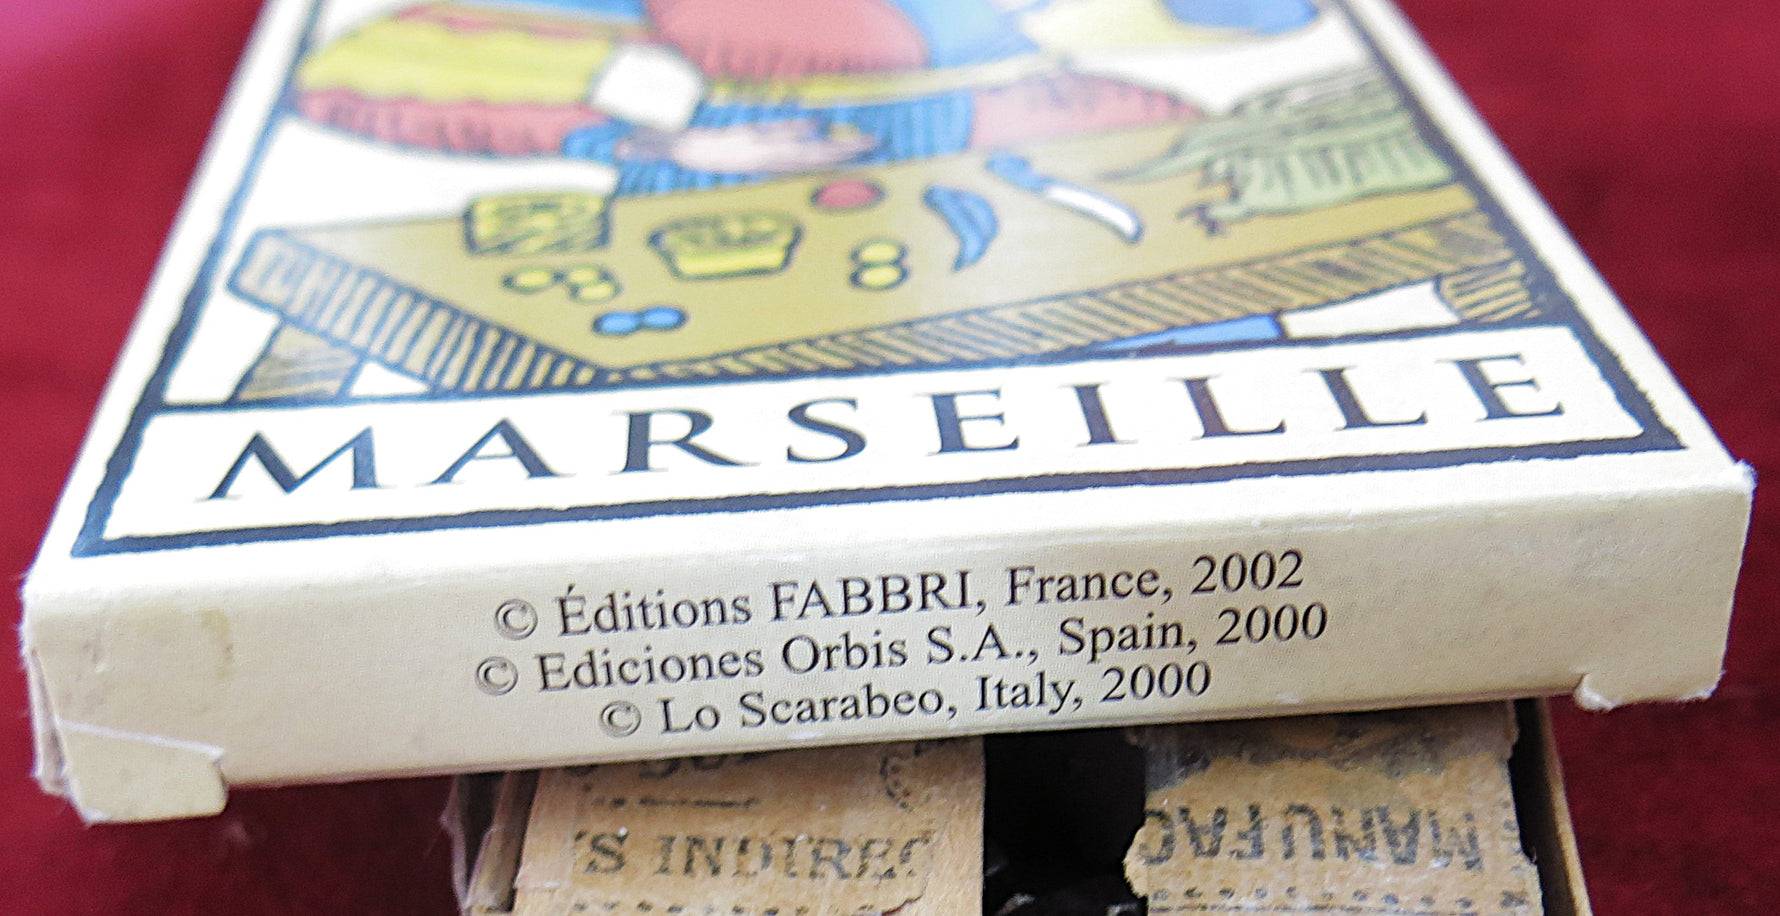 MARSEILLE
© Éditions FABBRI, France, 2002
© Ediciones Orbis S.A., Spain, 2000
© Lo Scarabeo, Italy, 2000
'S INDIREC
MANUFAC